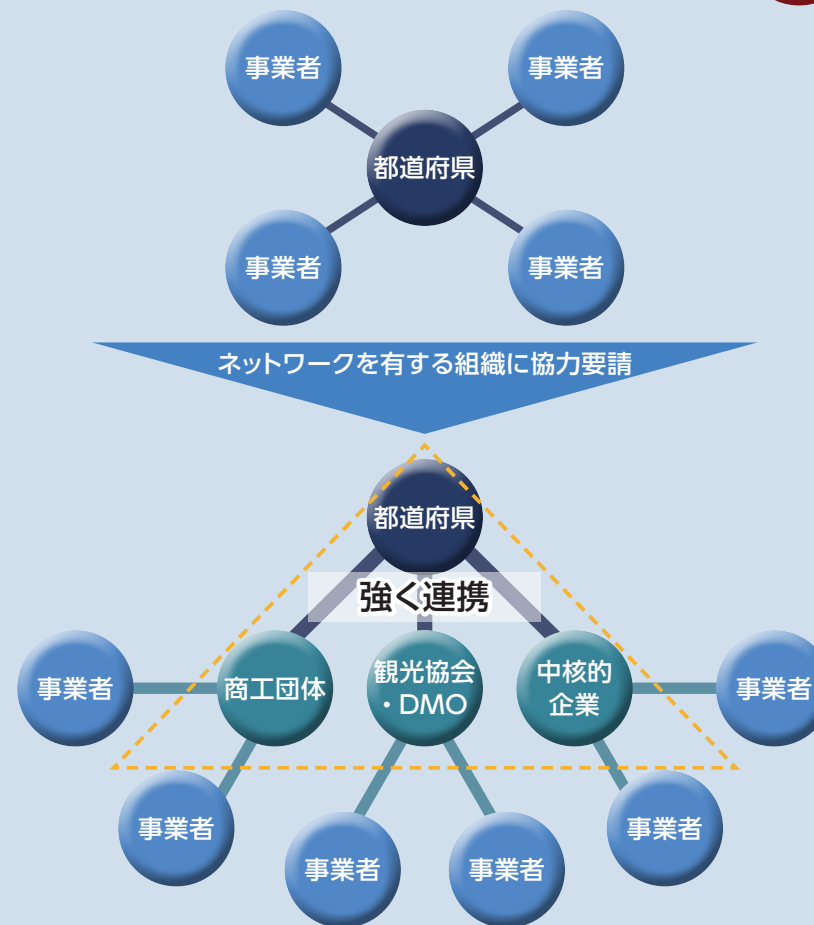 事業者
事業者
都道府県
事業者
事業者
ネットワークを有する組織に協力要請
都道府県
強く連携
事業者
商工団体
観光協会
・DMO
中核的
企業
事業者
事業者
事業者
事業者
事業者